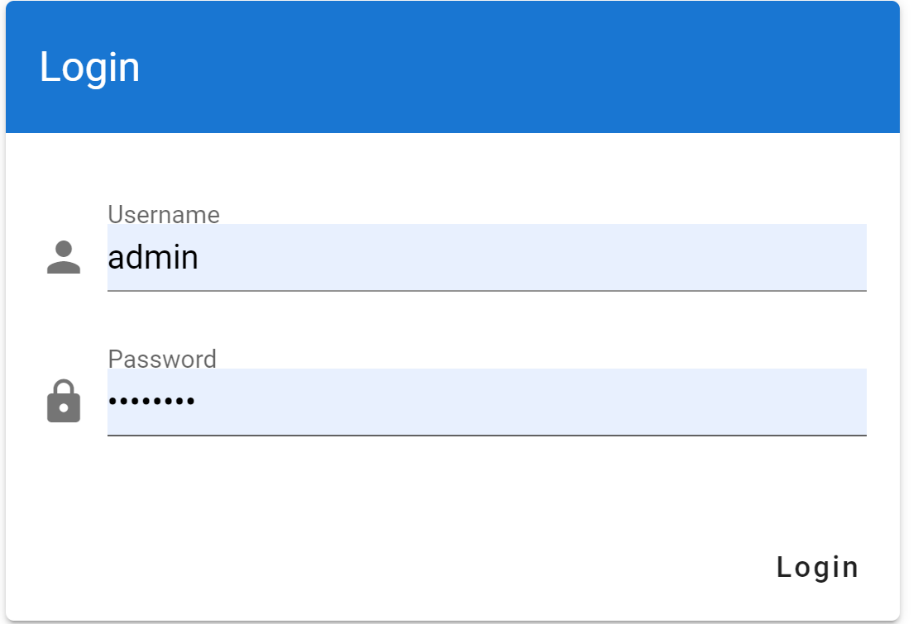 Login
Username
admin
Password
••••••••
Login